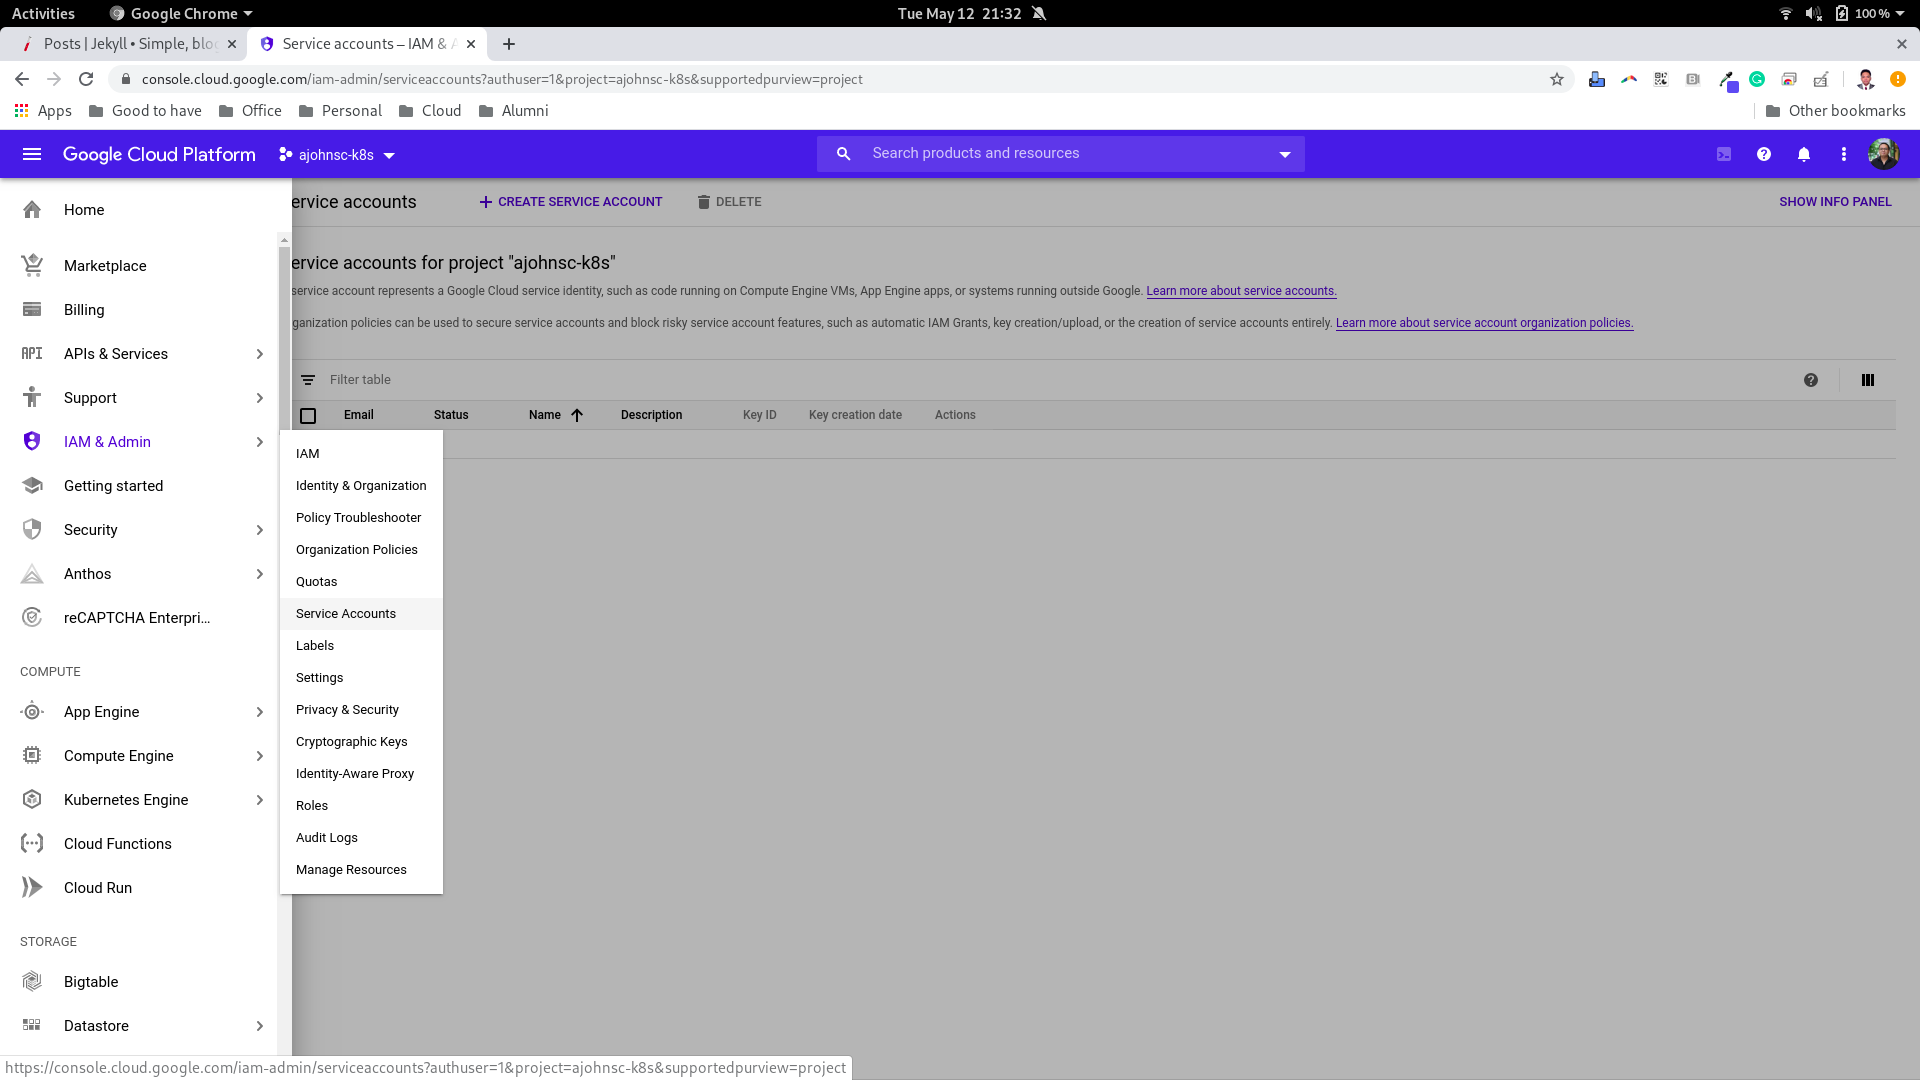 Activities
Google Chrome
Tue May 12 21:32
100 %
Posts | Jekyll • Simple, blo
Service accounts – IAM & A
console.cloud.google.com/iam-admin/serviceaccounts?authuser=1&project=ajohnsc-k8s&supportedpurview=project
Apps
Good to have
Office
Personal
Cloud
Alumni
Other bookmarks
Google Cloud Platform
ajohnsc-k8s
Search products and resources
Home
Marketplace
Billing
API
APIs & Services
Support
IAM & Admin
Getting started
Security
Anthos
reCAPTCHA Enterpri...
COMPUTE
App Engine
Compute Engine
Kubernetes Engine
Cloud Functions
Cloud Run
STORAGE
Bigtable
Datastore
IAM
Identity & Organization
Policy Troubleshooter
Organization Policies
Quotas
Service Accounts
Labels
Settings
Privacy & Security
Cryptographic Keys
Identity-Aware Proxy
Roles
Audit Logs
Manage Resources
ervice accounts
CREATE SERVICE ACCOUNT
DELETE
SHOW INFO PANEL
ervice accounts for project "ajohnsc-k8s"
service account represents a Google Cloud service identity, such as code running on Compute Engine VMs, App Engine apps, or systems running outside Google. Learn more about service accounts.
ganization policies can be used to secure service accounts and block risky service account features, such as automatic IAM Grants, key creation/upload, or the creation of service accounts entirely. Learn more about service account organization policies.
Filter table
Email
Status
Name
Description
Key ID
Key creation date
Actions
https://console.cloud.google.com/iam-admin/serviceaccounts?authuser=1&project=ajohnsc-k8s&supportedpurview=project